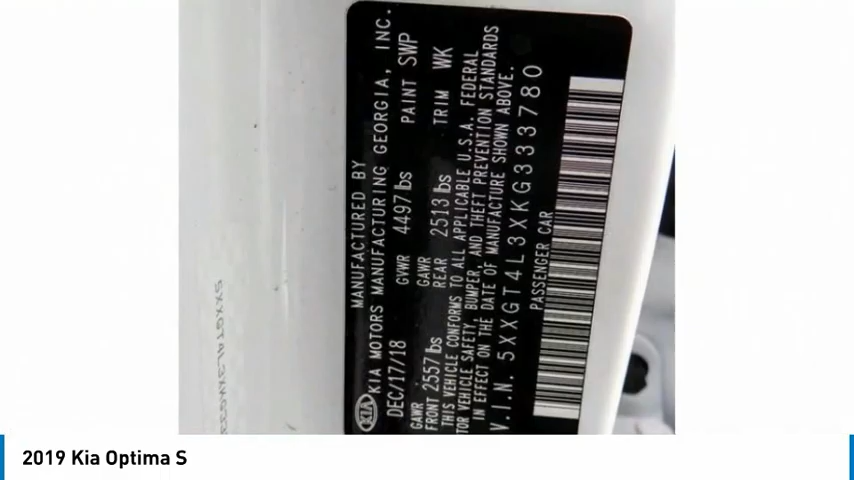 MANUFACTURED BY
KIA KIA MOTORS MANUFACTURING GEORGIA, INC.
DEC/17/18 GVWR 4497 lbs PAINT SWP
GAWR GAWR
FRONT 2557 lbs REAR 2513 lbs TRIM WK
THIS VEHICLE CONFORMS TO ALL APPLICABLE U.S.A. FEDERAL
TOR VEHICLE SAFETY, BUMPER, AND THEFT PREVENTION STANDARDS
IN EFFECT ON THE DATE OF MANUFACTURE SHOWN ABOVE.
V.I.N. 5XXGT4L3XKG333780
PASSENGER CAR
2019 Kia Optima S